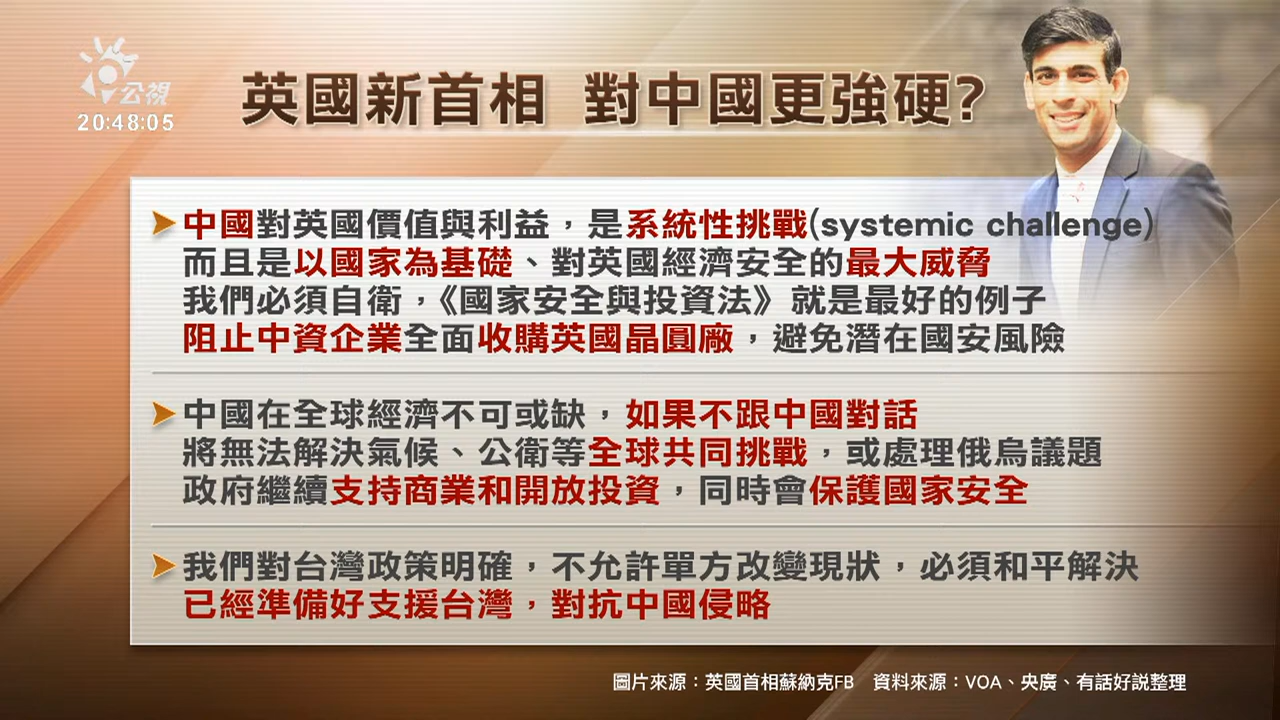 公視
20:48:05
英國新首相 對中國更強硬?
中國對英國價值與利益，是系統性挑戰(systemic challenge)
而且是以國家為基礎、對英國經濟安全的最大威脅
我們必須自衛，《國家安全與投資法》就是最好的例子
阻止中資企業全面收購英國晶圓廠，避免潛在國安風險
中國在全球經濟不可或缺，如果不跟中國對話
將無法解決氣候、公衛等全球共同挑戰，或處理俄烏議題
政府繼續支持商業和開放投資，同時會保護國家安全
我們對台灣政策明確，不允許單方改變現狀，必須和平解決
已經準備好支援台灣，對抗中國侵略
圖片來源：英國首相蘇納克FB 資料來源：VOA、央廣、有話好說整理